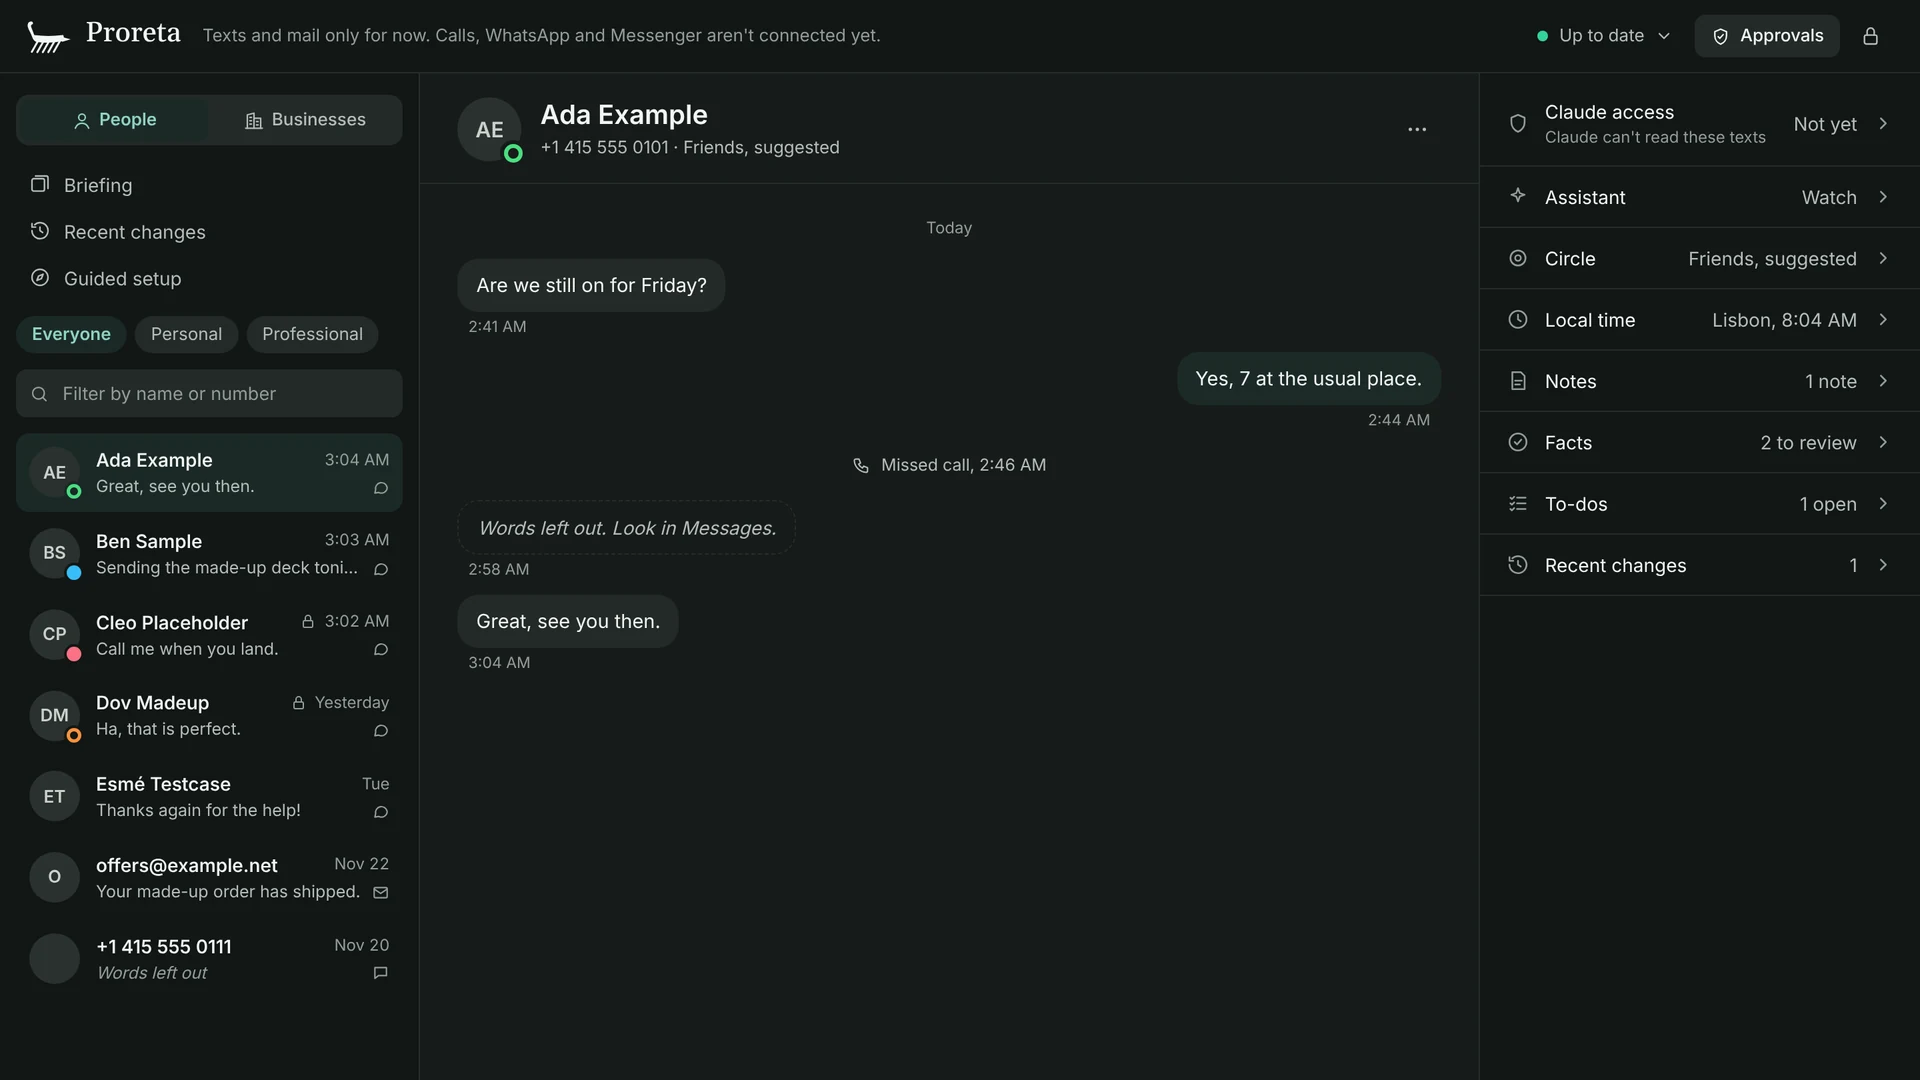 Proreta
Texts and mail only for now. Calls, WhatsApp and Messenger aren't connected yet.
Up to date
Approvals
People
Businesses
Briefing
Recent changes
Guided setup
Everyone
Personal
Professional
Filter by name or number
AE
Ada Example
3:04 AM
Great, see you then.
BS
Ben Sample
3:03 AM
Sending the made-up deck toni...
CP
Cleo Placeholder
3:02 AM
Call me when you land.
DM
Dov Madeup
Yesterday
Ha, that is perfect.
ET
Esmé Testcase
Tue
Thanks again for the help!
O
offers@example.net
Nov 22
Your made-up order has shipped.
+1 415 555 0111
Nov 20
Words left out
AE
Ada Example
+1 415 555 0101 · Friends, suggested
Today
Are we still on for Friday?
2:41 AM
Yes, 7 at the usual place.
2:44 AM
Missed call, 2:46 AM
Words left out. Look in Messages.
2:58 AM
Great, see you then.
3:04 AM
Claude access
Claude can't read these texts
Not yet
Assistant
Watch
Circle
Friends, suggested
Local time
Lisbon, 8:04 AM
Notes
1 note
Facts
2 to review
To-dos
1 open
Recent changes
1